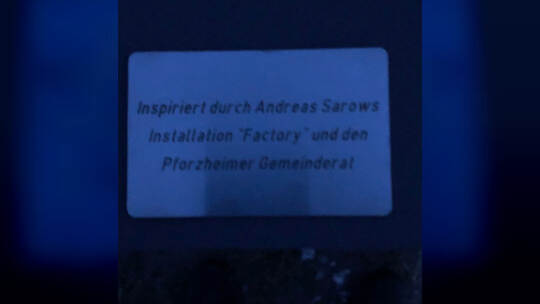 Inspiriert durch Andreas Sarows
Installation "Factory" und den
Pforzheimer Gemeinderat